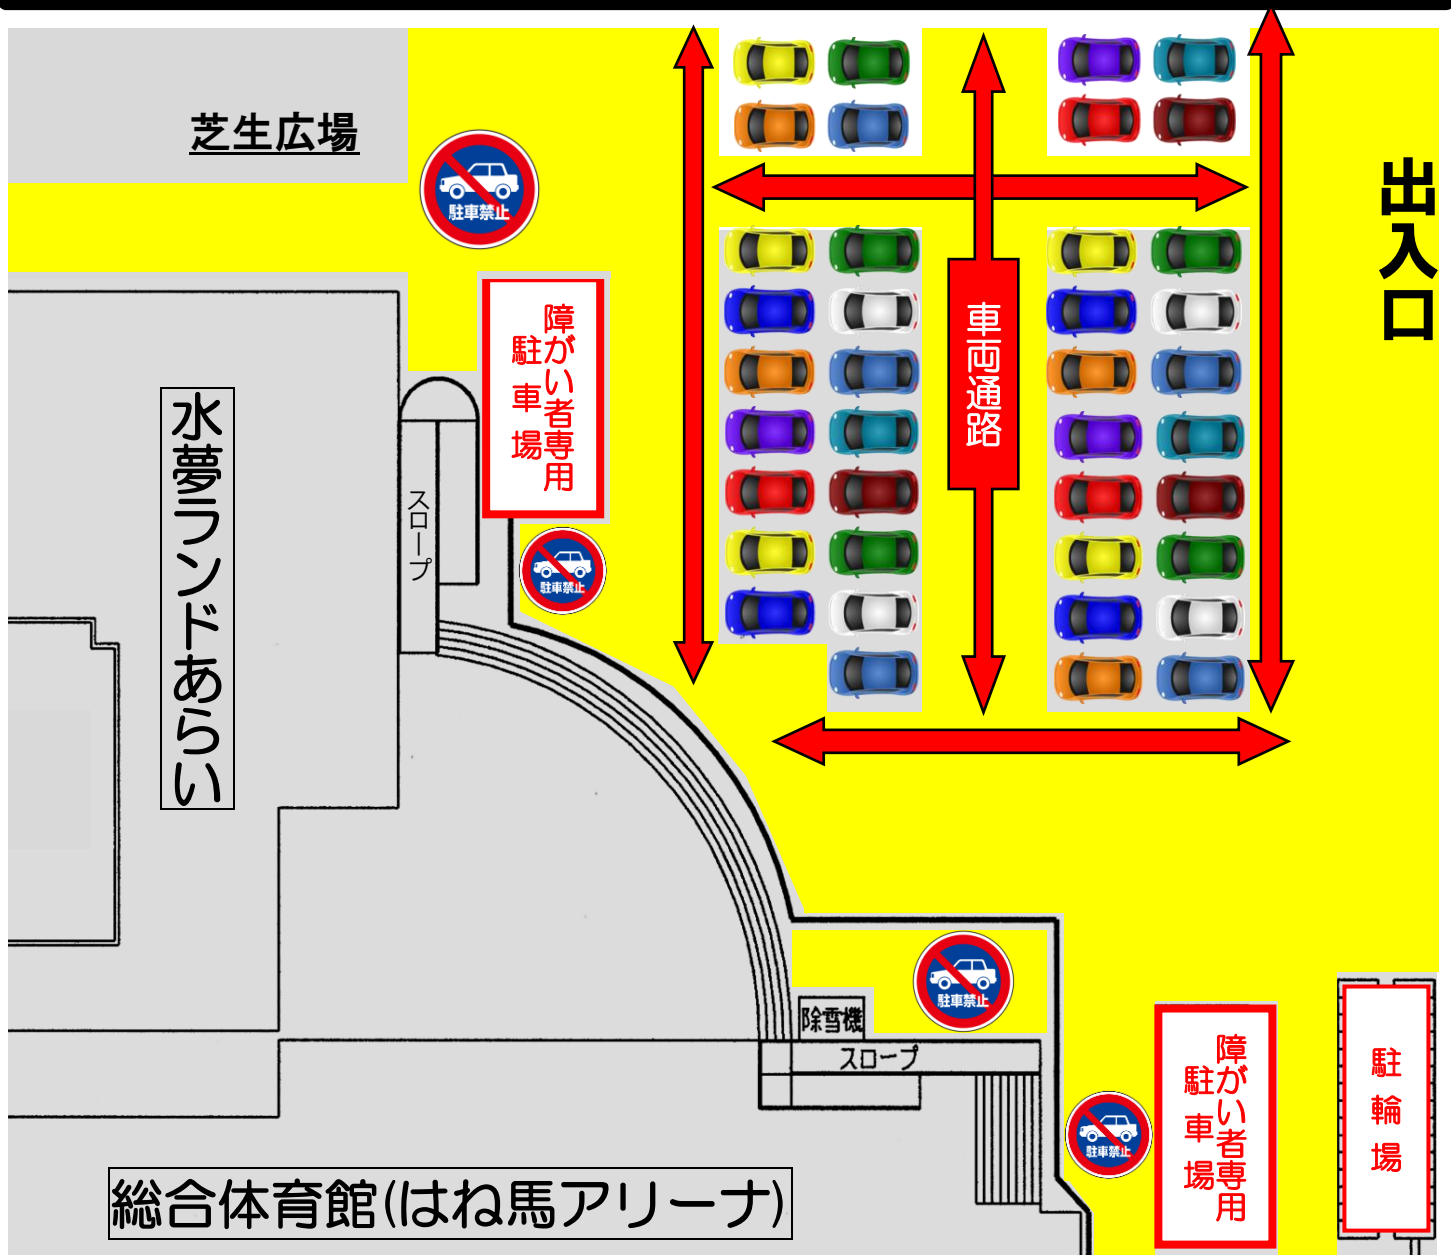 芝生広場
駐車禁止
出入口
障がい者専用
駐車場
車両通路
水夢ランドあらい
スロープ
駐車禁止
駐車禁止
除雪機
スロープ
障がい者専用
駐車場
駐輪場
駐車禁止
総合体育館(はね馬アリーナ)